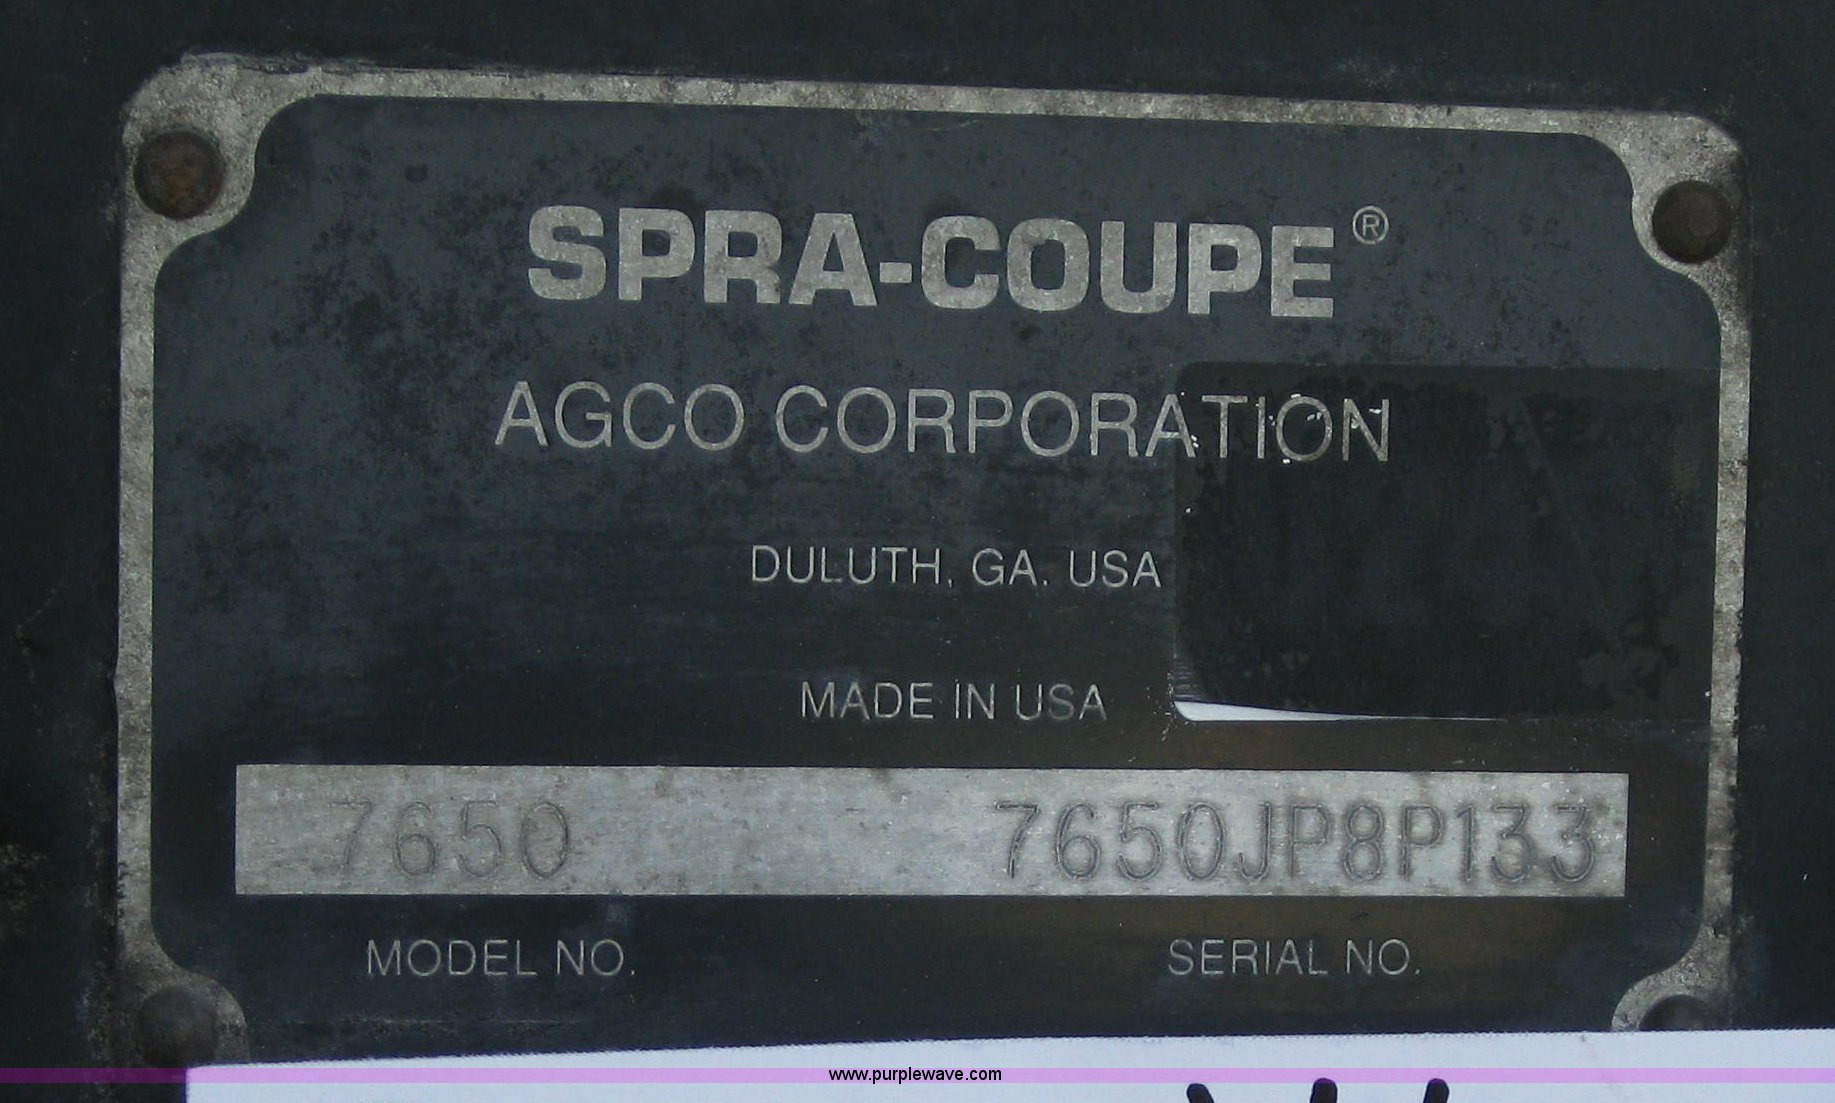 SPRA-COUPE®
AGCO CORPORATION
DULUTH, GA. USA
MADE IN USA
7650 7650JP8P133
MODEL NO. SERIAL NO.
www.purplewave.com